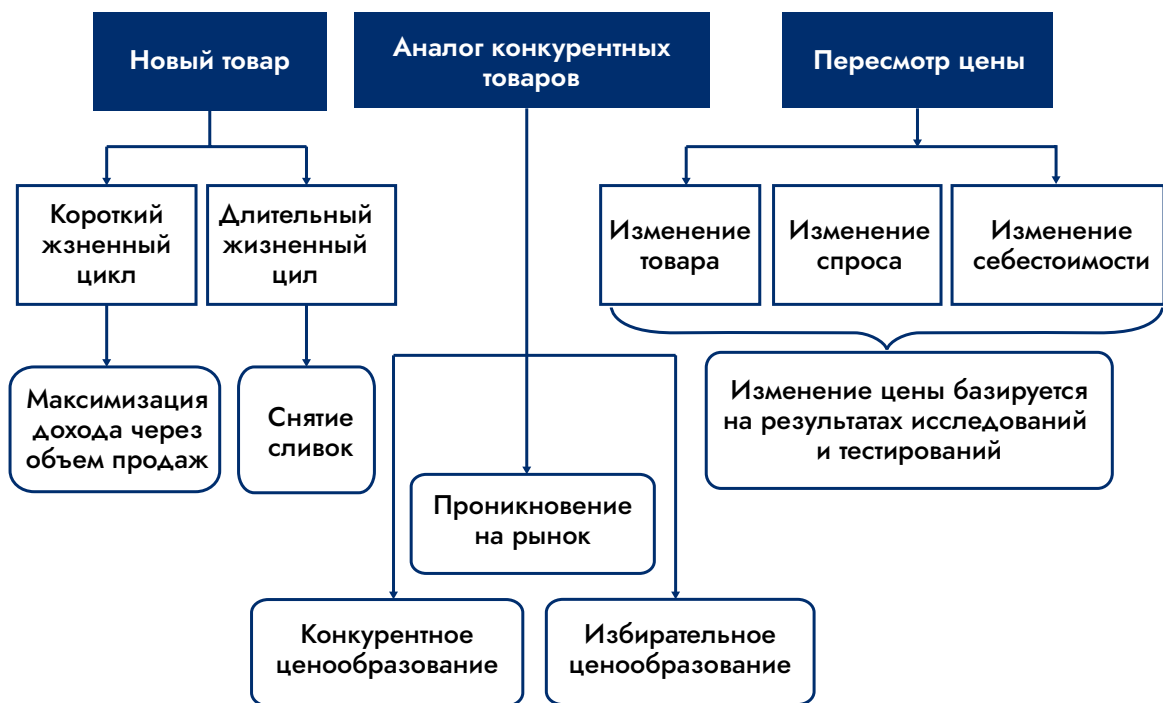 Новый товар
Аналог конкурентных
товаров
Пересмотр цены
Короткий
жзненный
цикл
Длительный
жизненный
цил
Изменение
товара
Изменение
спроса
Изменение
себестоимости
Максимизация
дохода через
объем продаж
Снятие
сливок
Изменение цены базируется
на результатах исследований
и тестирований
Проникновение
на рынок
Конкурентное
ценообразование
Избирательное
ценообразование